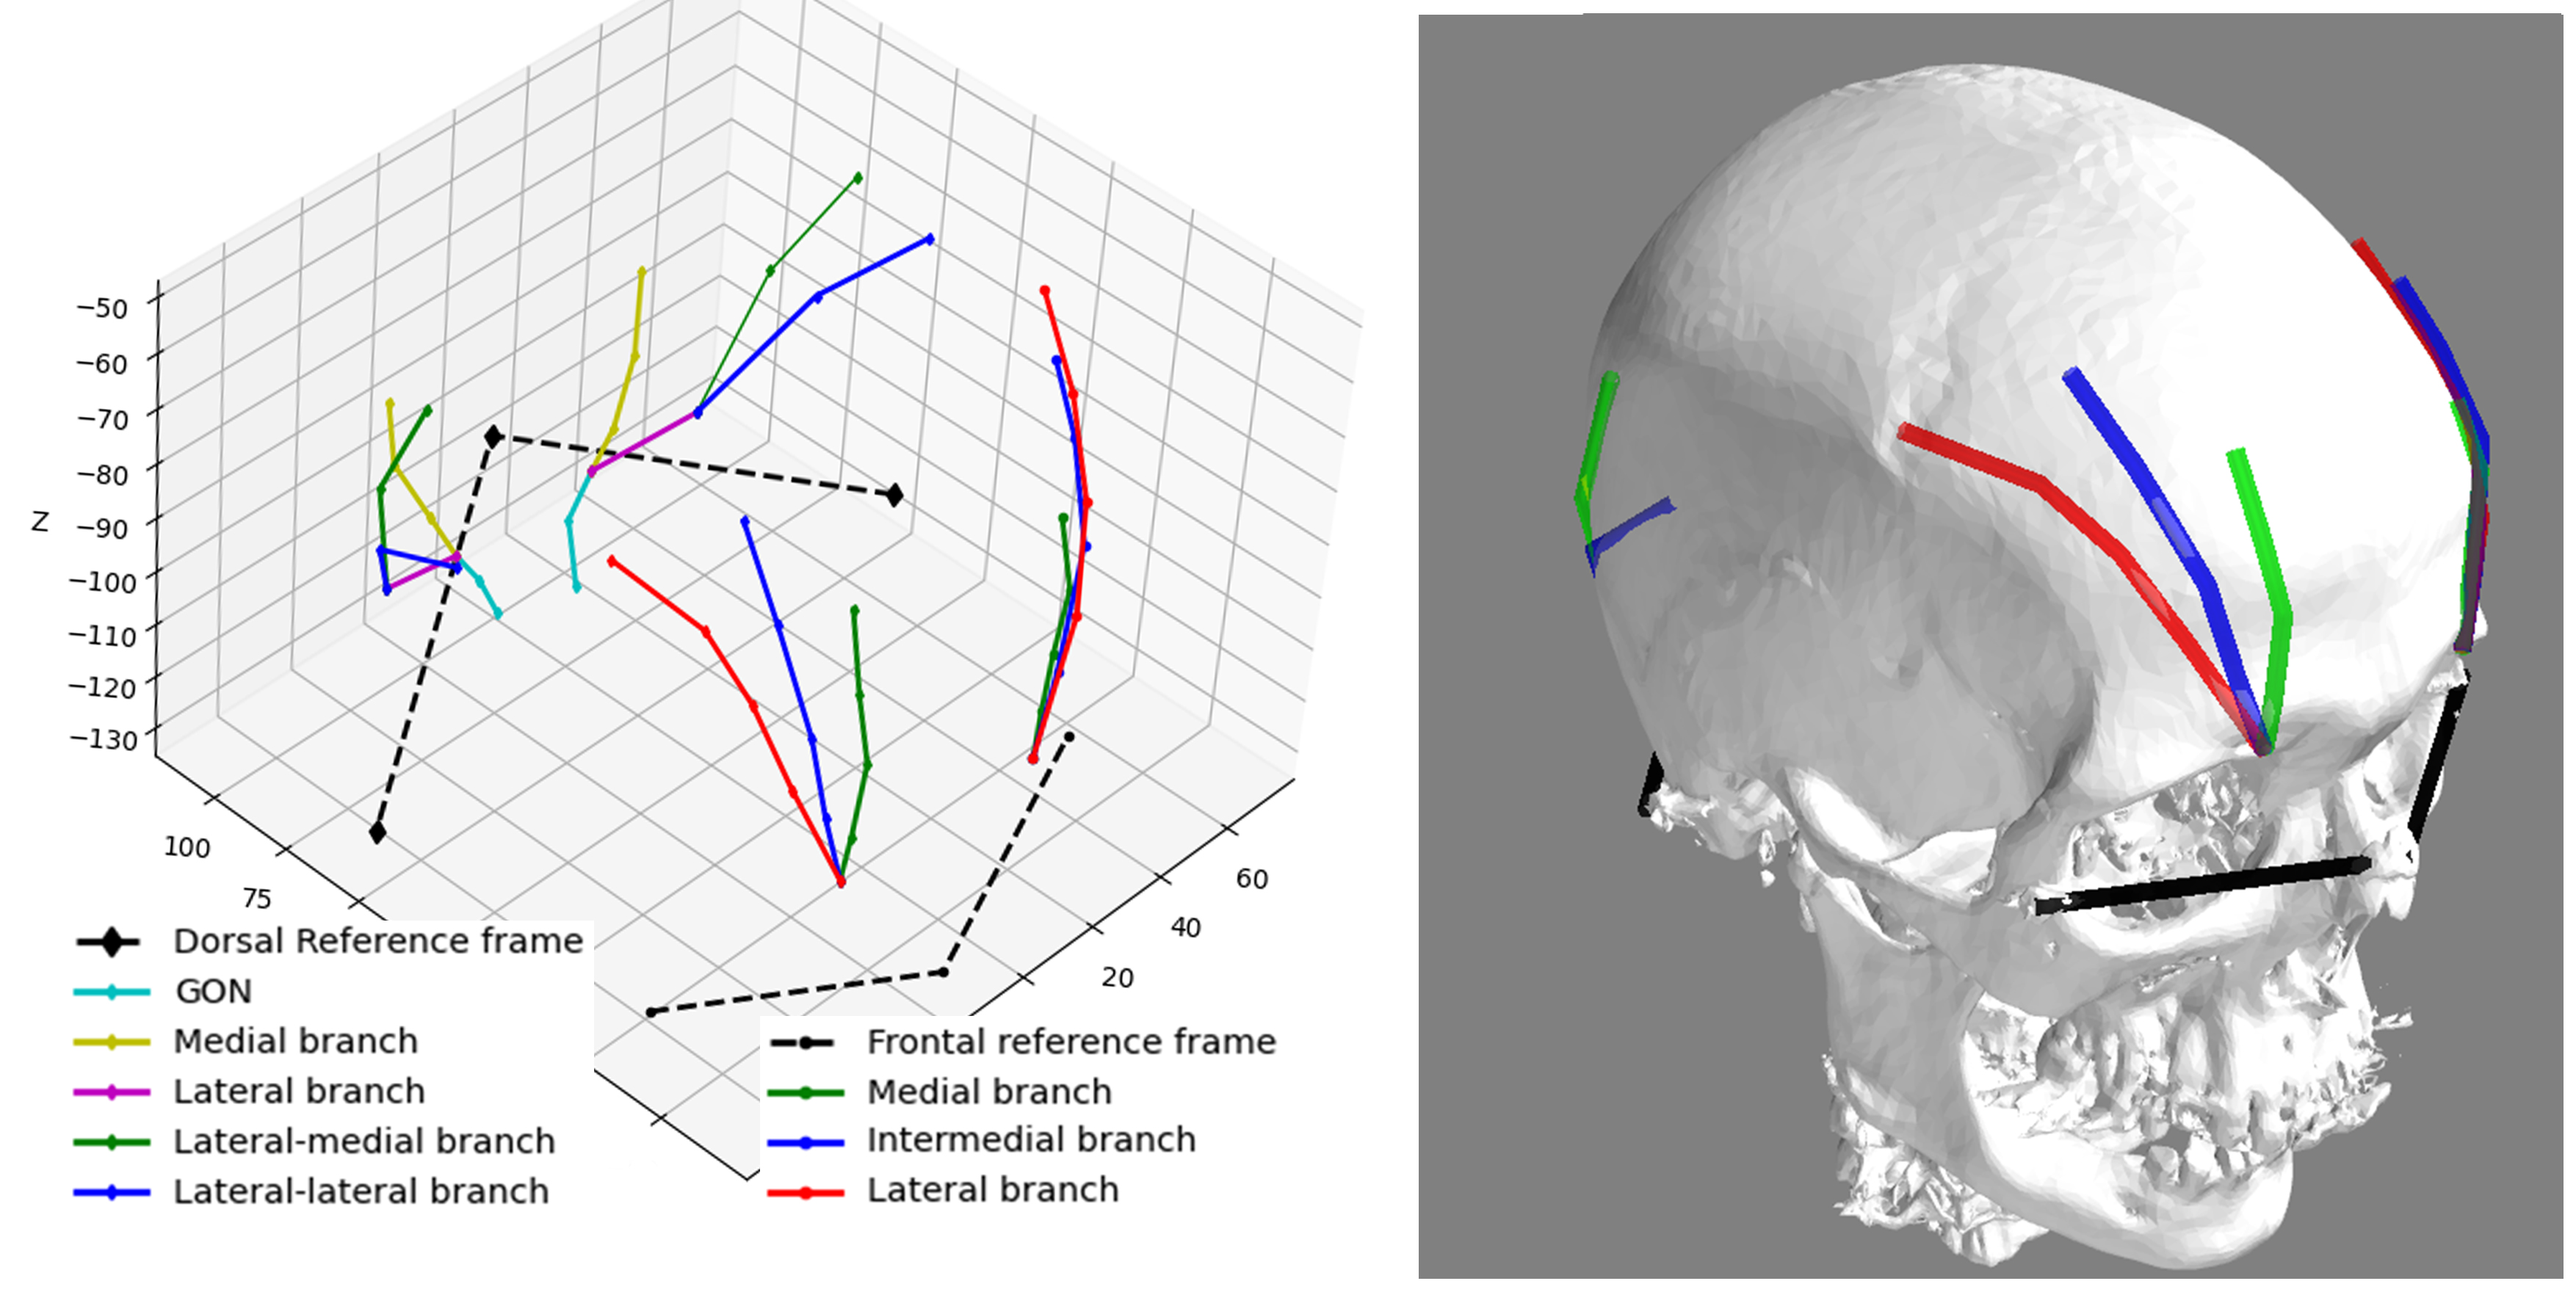 −50
−60
−70
−80
Z −90
−100
−110
−120
−130
100
75
60
40
20
Dorsal Reference frame
GON
Medial branch
Lateral branch
Lateral-medial branch
Lateral-lateral branch
Frontal reference frame
Medial branch
Intermedial branch
Lateral branch